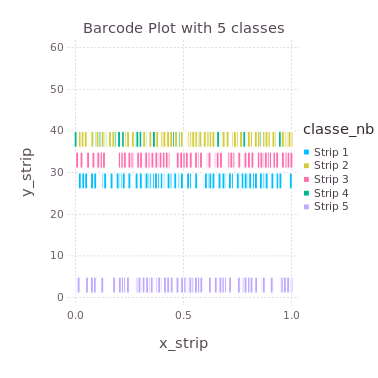 Barcode Plot with 5 classes
60
50
40
30
20
10
0
0.0
0.5
1.0
y_strip
x_strip
classe_nb
Strip 1
Strip 2
Strip 3
Strip 4
Strip 5